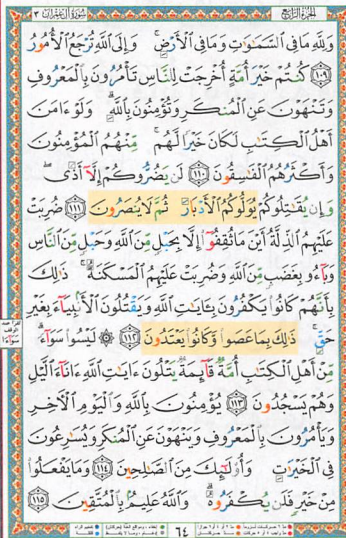 الجزء الرابع سورة آل عمران ٣
وَلِلَّهِ مَا فِى السَّمَٰوَٰتِ وَمَا فِى الْأَرْضِ ۚ وَإِلَى اللَّهِ تُرْجَعُ الْأُمُورُ
﴿١٠٩﴾ كُنتُمْ خَيْرَ أُمَّةٍ أُخْرِجَتْ لِلنَّاسِ تَأْمُرُونَ بِالْمَعْرُوفِ
وَتَنْهَوْنَ عَنِ الْمُنكَرِ وَتُؤْمِنُونَ بِاللَّهِ ۗ وَلَوْ ءَامَنَ
أَهْلُ الْكِتَٰبِ لَكَانَ خَيْرًا لَّهُم ۚ مِّنْهُمُ الْمُؤْمِنُونَ
وَأَكْثَرُهُمُ الْفَٰسِقُونَ ﴿١١٠﴾ لَن يَضُرُّوكُمْ إِلَّآ أَذًى ۖ
وَإِن يُقَٰتِلُوكُمْ يُوَلُّوكُمُ الْأَدْبَارَ ثُمَّ لَا يُنصَرُونَ ﴿١١١﴾ ضُرِبَتْ
عَلَيْهِمُ الذِّلَّةُ أَيْنَ مَا ثُقِفُوٓا۟ إِلَّا بِحَبْلٍ مِّنَ اللَّهِ وَحَبْلٍ مِّنَ النَّاسِ
وَبَآءُو بِغَضَبٍ مِّنَ اللَّهِ وَضُرِبَتْ عَلَيْهِمُ الْمَسْكَنَةُ ۚ ذَٰلِكَ
بِأَنَّهُمْ كَانُوا۟ يَكْفُرُونَ بِـَٔايَٰتِ اللَّهِ وَيَقْتُلُونَ الْأَنۢبِيَآءَ بِغَيْرِ
حَقٍّ ۚ ذَٰلِكَ بِمَا عَصَوا۟ وَّكَانُوا۟ يَعْتَدُونَ ﴿١١٢﴾ ۞ لَيْسُوا۟ سَوَآءً ۗ
مِّنْ أَهْلِ الْكِتَٰبِ أُمَّةٌ قَآئِمَةٌ يَتْلُونَ ءَايَٰتِ اللَّهِ ءَانَآءَ الَّيْلِ
وَهُمْ يَسْجُدُونَ ﴿١١٣﴾ يُؤْمِنُونَ بِاللَّهِ وَالْيَوْمِ الْءَاخِرِ
وَيَأْمُرُونَ بِالْمَعْرُوفِ وَيَنْهَوْنَ عَنِ الْمُنكَرِ وَيُسَٰرِعُونَ
فِى الْخَيْرَٰتِ وَأُو۟لَٰٓئِكَ مِنَ الصَّٰلِحِينَ ﴿١١٤﴾ وَمَا يَفْعَلُوا۟
مِنْ خَيْرٍ فَلَن يُكْفَرُوهُ ۗ وَاللَّهُ عَلِيمٌۢ بِالْمُتَّقِينَ ﴿١١٥﴾
٦٤